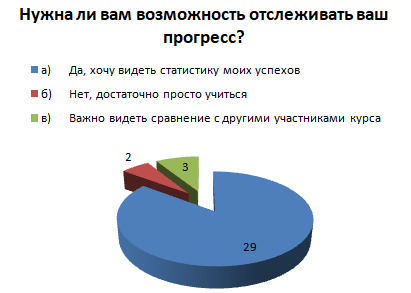 Нужна ли вам возможность отслеживать ваш
прогресс?
а) Да, хочу видеть статистику моих успехов
б) Нет, достаточно просто учиться
в) Важно видеть сравнение с другими участниками курса
2
3
29